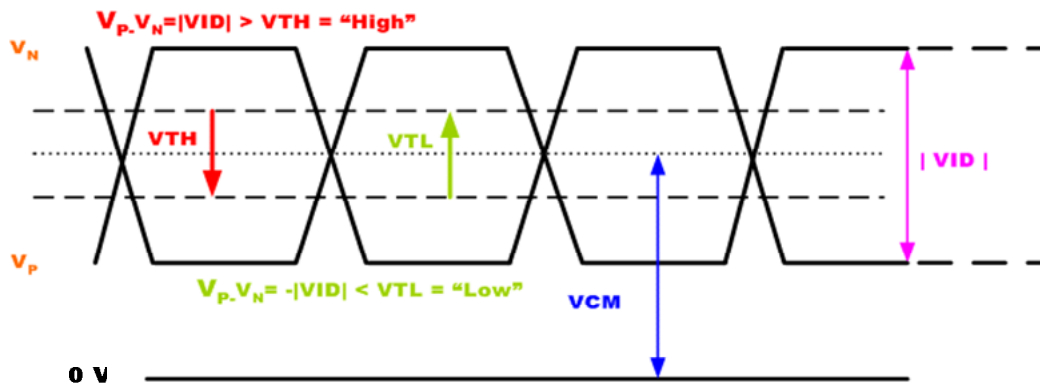 VP-VN=|VID| > VTH = “High”
VN
VTH
VTL
| VID |
VP
VP-VN= -|VID| < VTL = “Low”
VCM
0 V